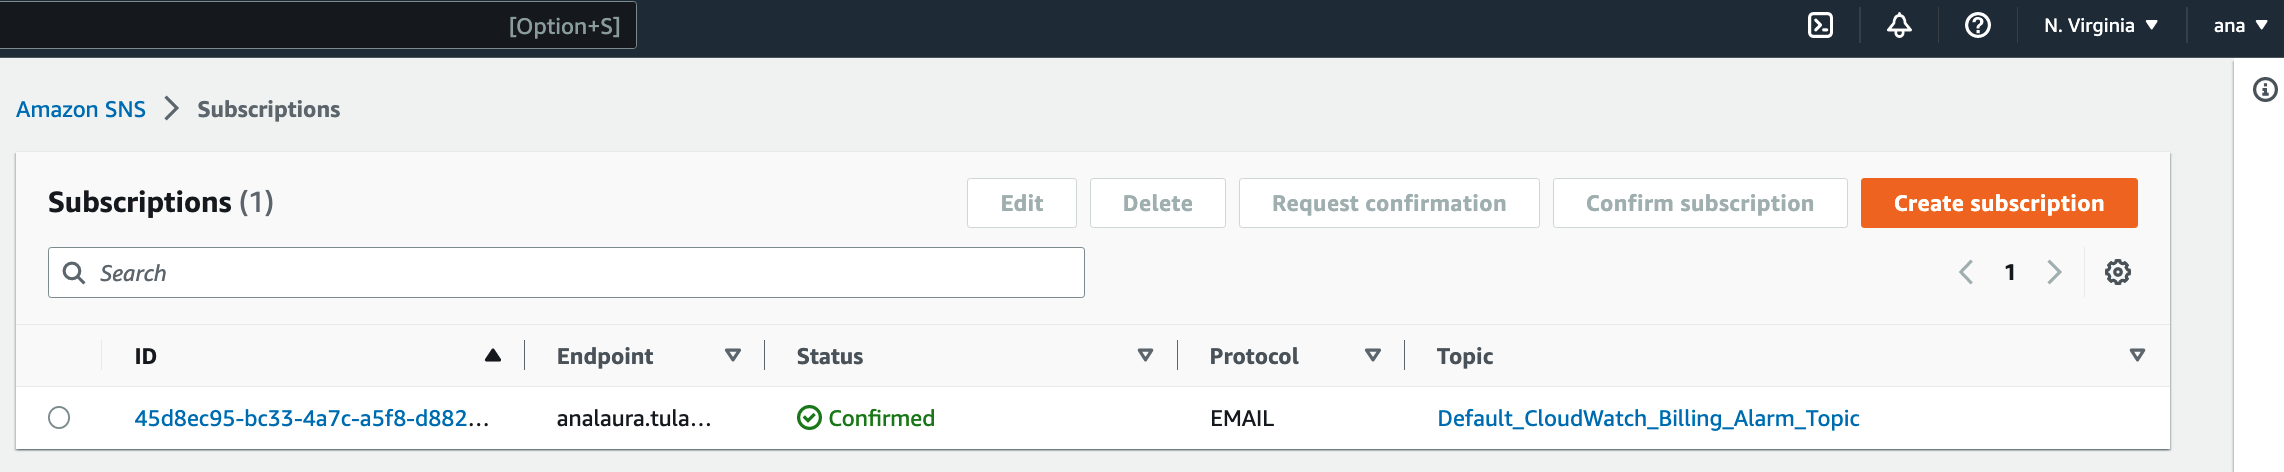 [Option+S]
N. Virginia
ana
Amazon SNS > Subscriptions
Subscriptions (1)
Edit
Delete
Request confirmation
Confirm subscription
Create subscription
Search
1
ID
Endpoint
Status
Protocol
Topic
45d8ec95-bc33-4a7c-a5f8-d882...
analaura.tula...
Confirmed
EMAIL
Default_CloudWatch_Billing_Alarm_Topic